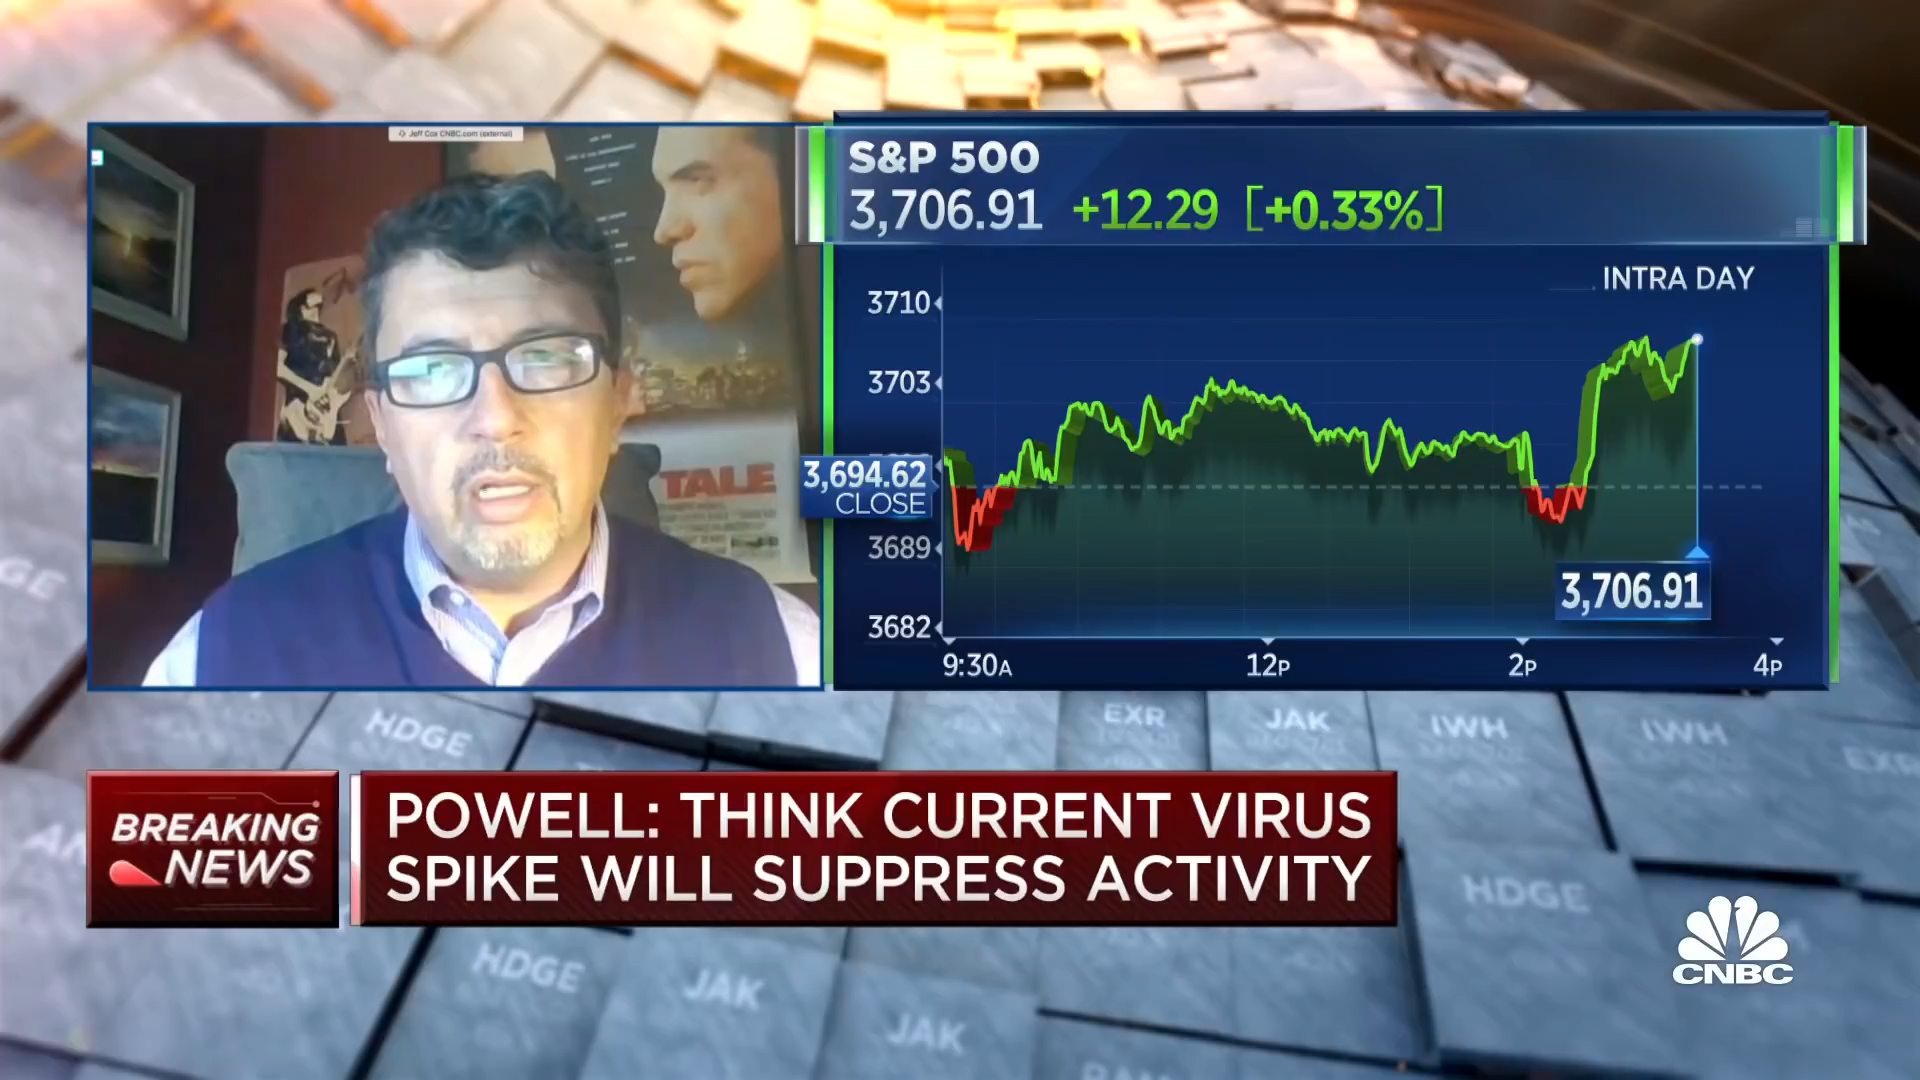 Jeff Cox CNBC.com (external)
TALE
S&P 500
3,706.91 +12.29 [+0.33%]
INTRA DAY
3710
3703
3,694.62
CLOSE
3689
3682
3,706.91
9:30A 12P 2P 4P
HDGE
HDGE EXR JAK IWH IWH EXR
BREAKING
NEWS
POWELL: THINK CURRENT VIRUS
SPIKE WILL SUPPRESS ACTIVITY
HDGE
HDGE JAK
JAK
CNBC